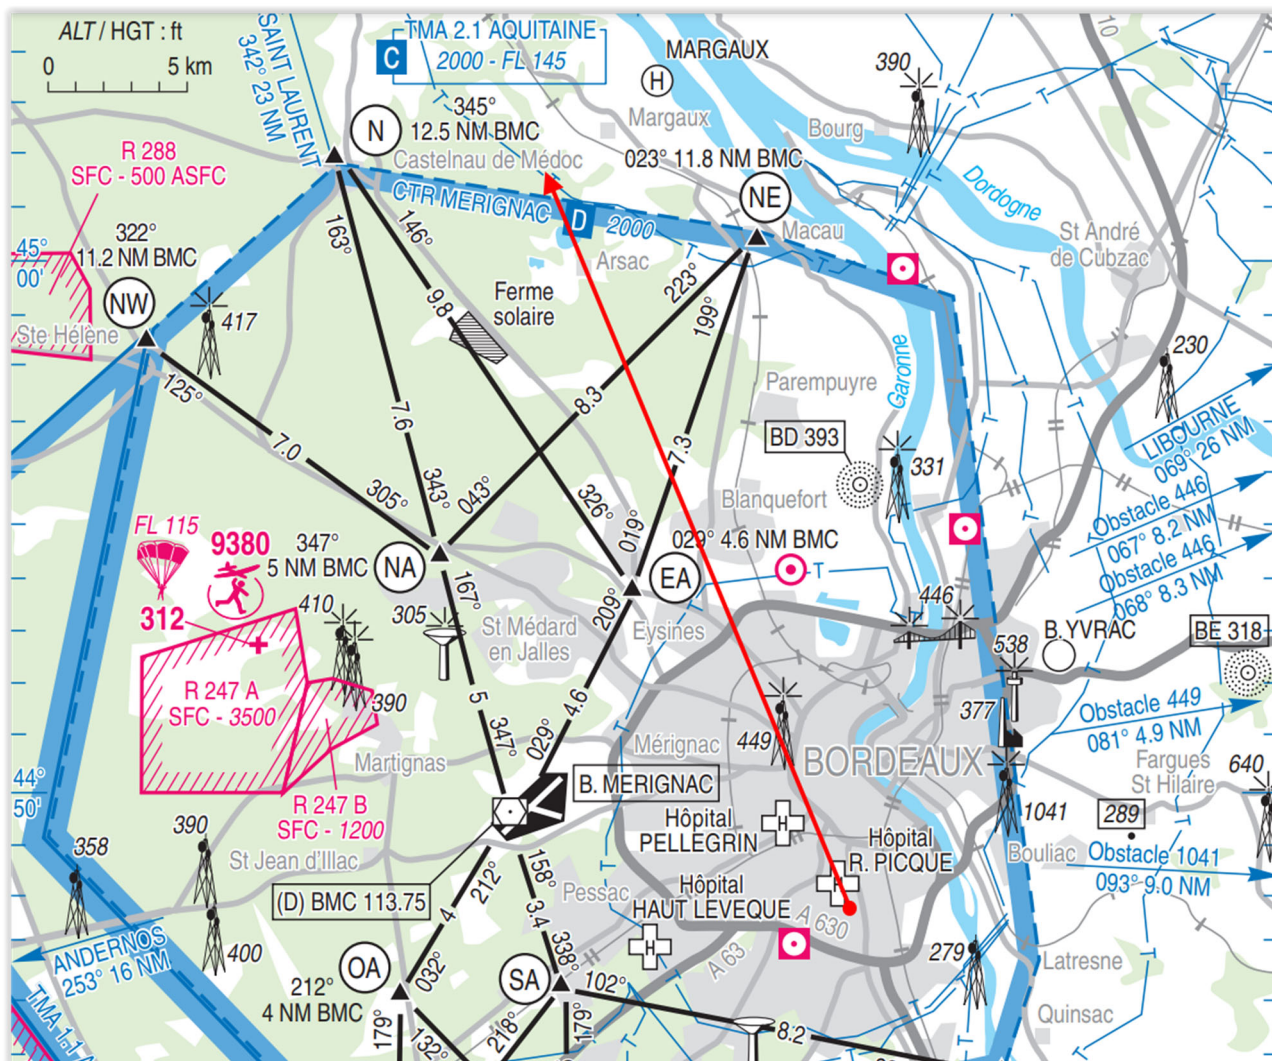 ALT / HGT : ft
0
5 km
SAINT LAURENT
342° 23 NM
TMA 2.1 AQUITAINE
C
2000 - FL 145
MARGAUX
H
Margaux
390
Bourg
10
N
345°
12.5 NM BMC
Castelnau de Médoc
023° 11.8 NM BMC
NE
Macau
Dordogne
St André
de Cubzac
R 288
SFC - 500 ASFC
322°
11.2 NM BMC
NW
45°
00'
Ste Hélène
417
CTR MERIGNAC
D
2000
Arsac
163°
146°
223°
199°
Ferme
solaire
9.8
125°
7.0
7.6
8.3
7.3
305°
343°
043°
326°
019°
Parempuyre
Garonne
BD 393
331
Blanquefort
230
LIBOURNE
069° 26 NM
Obstacle 446
067° 8.2 NM
Obstacle 446
068° 8.3 NM
FL 115
9380
312
347°
5 NM BMC
NA
029° 4.6 NM BMC
EA
410
305
167°
209°
St Médard
en Jalles
Eysines
446
B. YVRAC
BE 318
538
R 247 A
SFC - 3500
390
5
4.6
347°
029°
Mérignac
449
BORDEAUX
377
Obstacle 449
081° 4.9 NM
Martignas
44°
50'
R 247 B
SFC - 1200
B. MERIGNAC
Fargues
St Hilaire
640
1041
289
Hôpital
PELLEGRIN
H
Hôpital
R. PICQUE
H
Bouliac
Obstacle 1041
093° 9.0 NM
358
390
St Jean d'Illac
(D) BMC 113.75
212°
158°
Pessac
Hôpital
HAUT LEVEQUE
H
A 630
A 63
4
3.4
400
ANDERNOS
253° 16 NM
279
Latresne
OA
032°
SA
338°
102°
212°
4 NM BMC
179°
132°
218°
179°
8.2
Quinsac
TMA 1.1 A